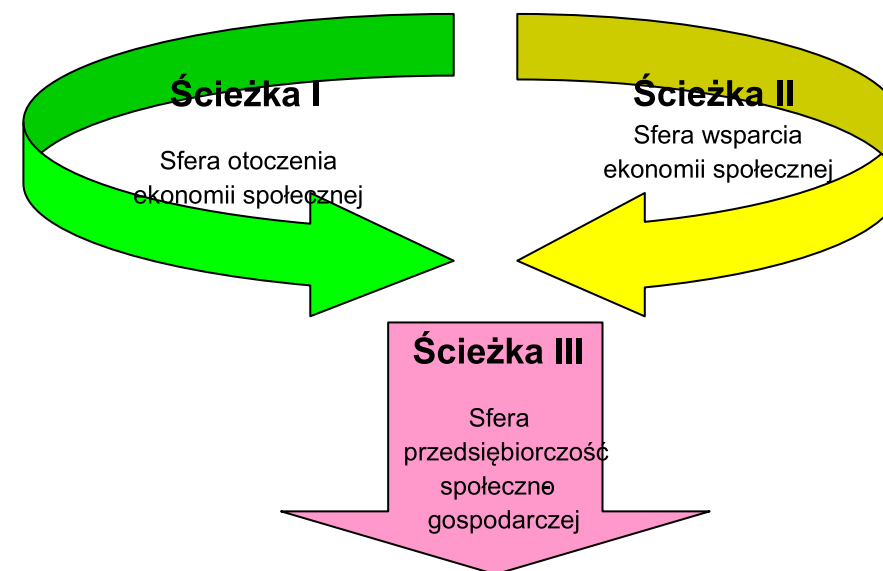 Ścieżka I
Sfera otoczenia
ekonomii społecznej
Ścieżka II
Sfera wsparcia
ekonomii społecznej
Ścieżka III
Sfera
przedsiębiorczość
społeczno-
gospodarczej